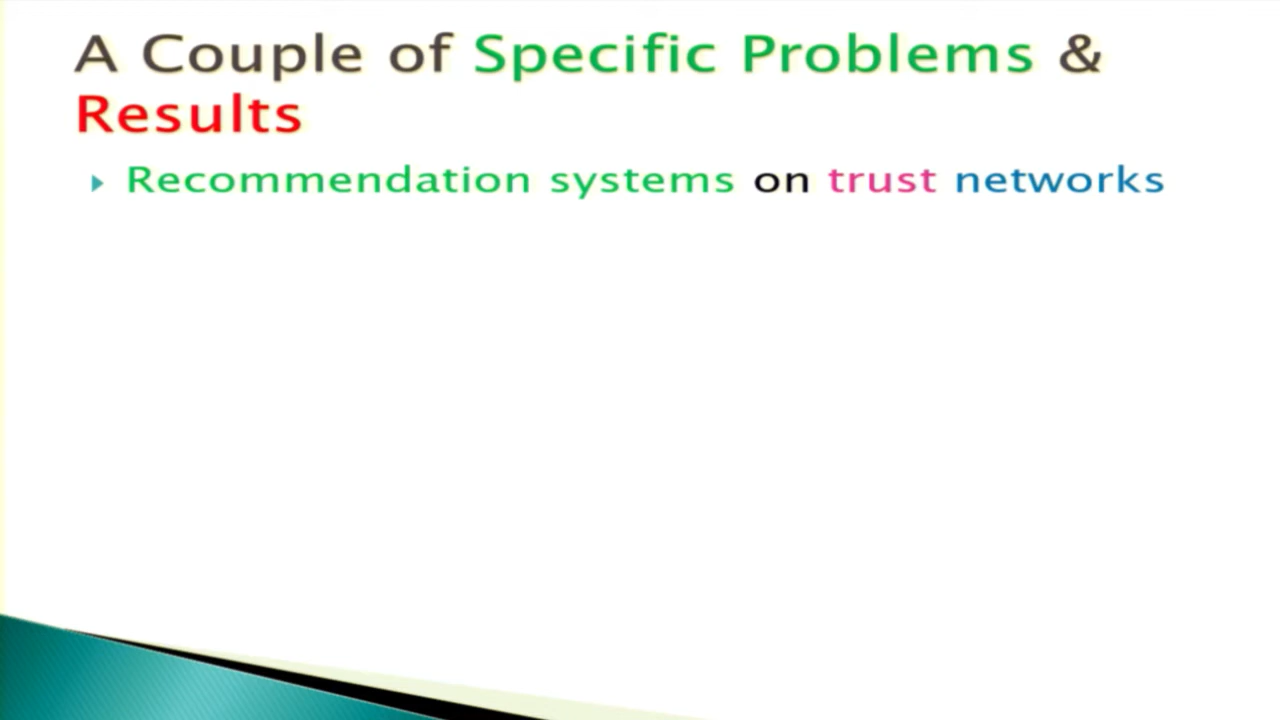 A Couple of Specific Problems &
Results
Recommendation systems on trust networks